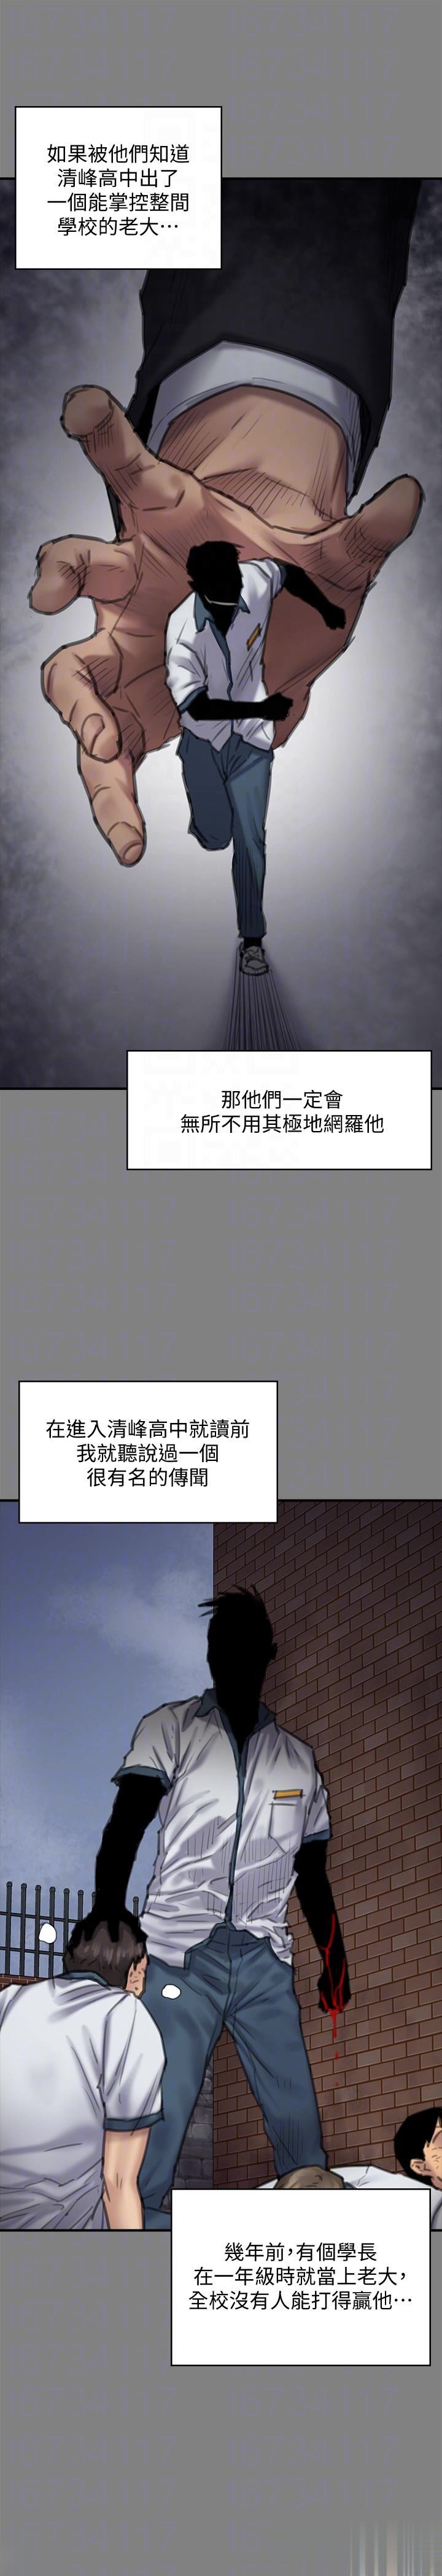 如果被他們知道
清峰高中出了
一個能掌控整間
學校的老大…
那他們一定會
無所不用其極地網羅他
在進入清峰高中就讀前
我就聽說過一個
很有名的傳聞
幾年前,有個學長
在一年級時就當上老大,
全校沒有人能打得贏他…